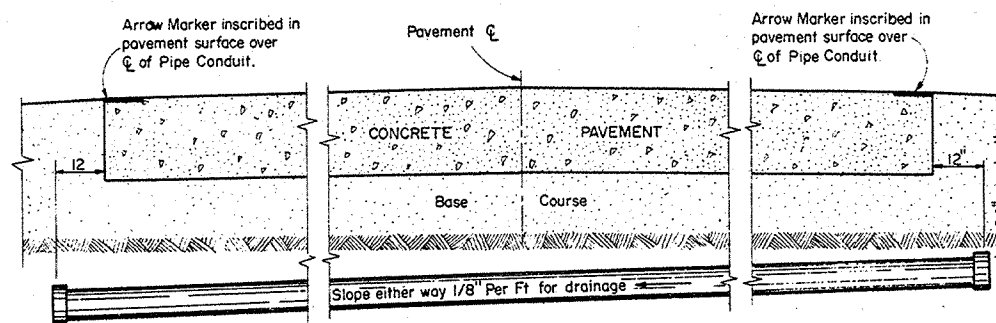 Arrow Marker inscribed in
pavement surface over
℄ of Pipe Conduit.
Pavement ℄
Arrow Marker inscribed in
pavement surface over
℄ of Pipe Conduit.
CONCRETE PAVEMENT
12
12"
Base Course
Slope either way 1/8" Per Ft for drainage